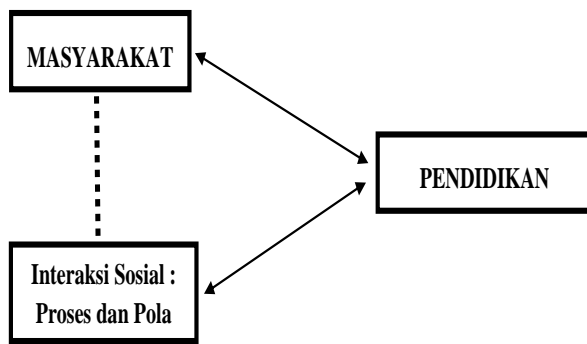 MASYARAKAT
PENDIDIKAN
Interaksi Sosial :
Proses dan Pola